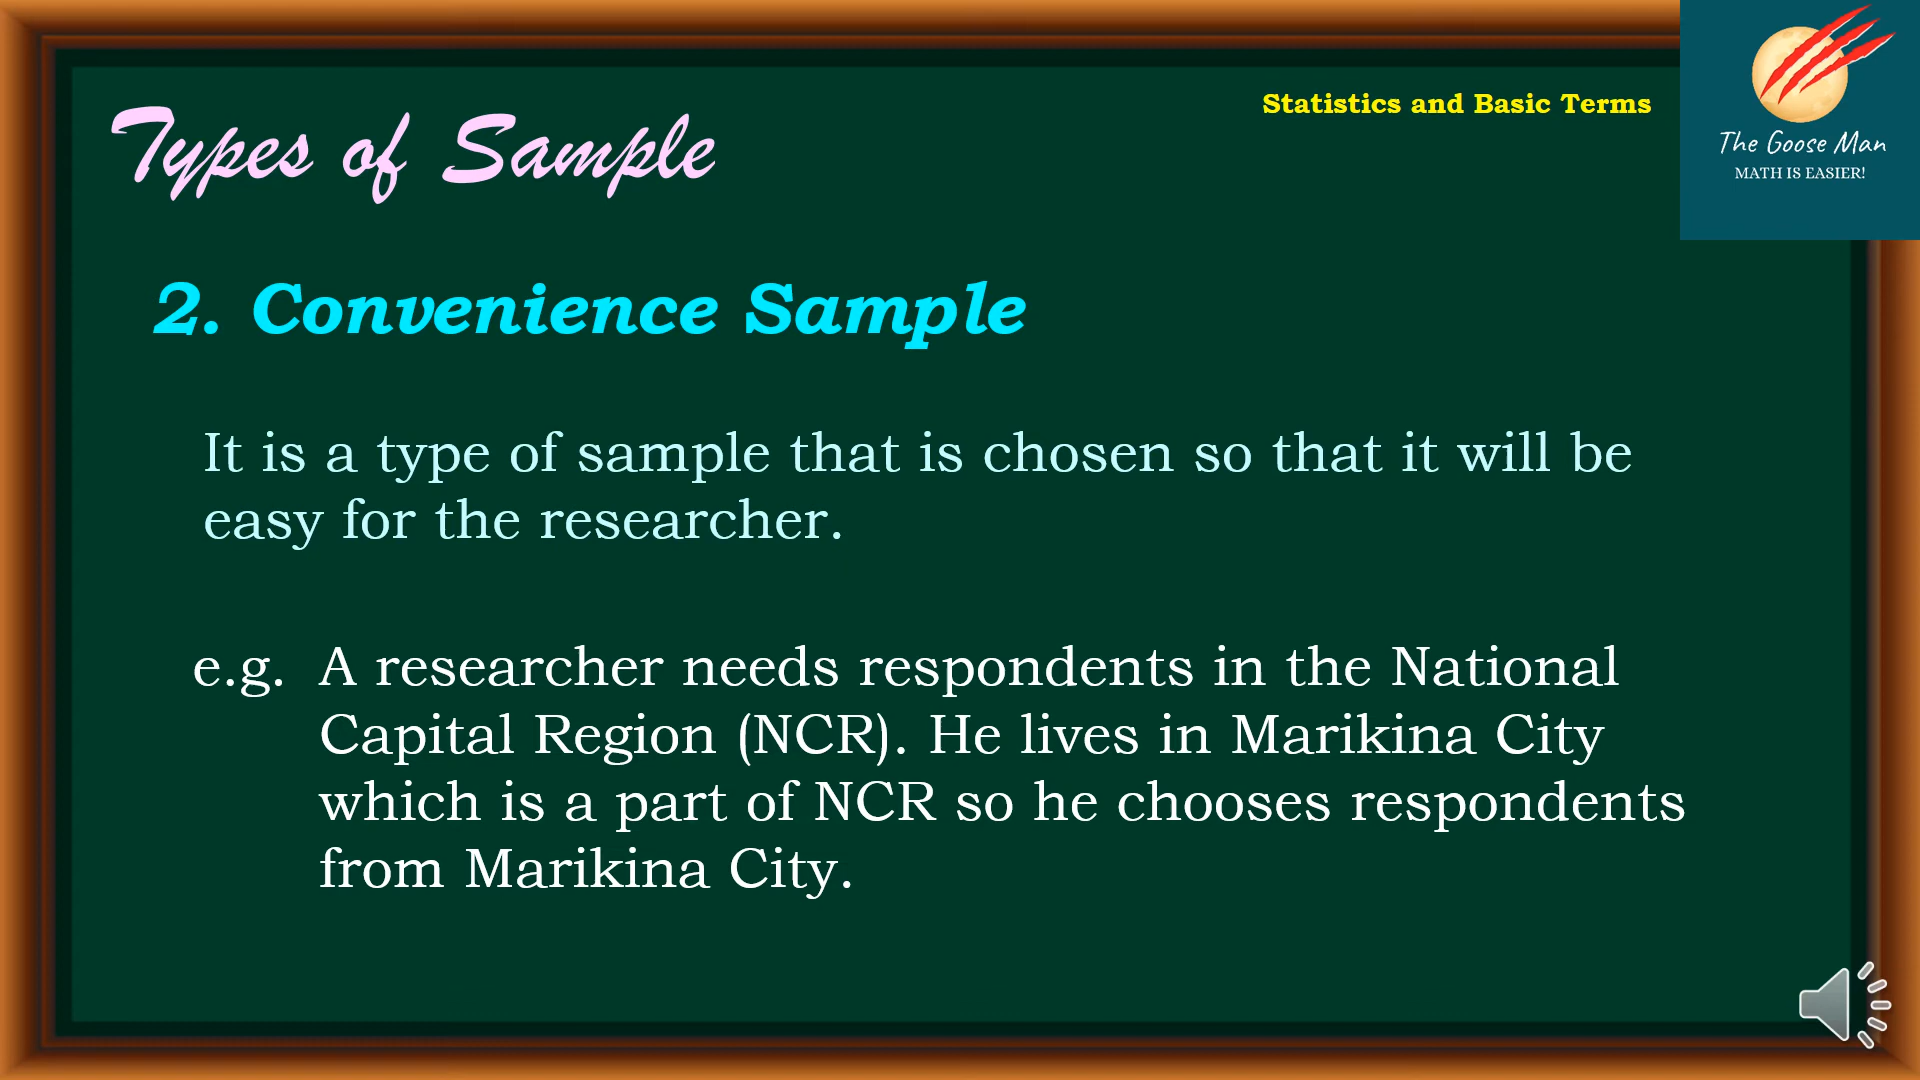 Statistics and Basic Terms
The Goose Man
MATH IS EASIER!
Types of Sample
2. Convenience Sample
It is a type of sample that is chosen so that it will be
easy for the researcher.
e.g. A researcher needs respondents in the National
Capital Region (NCR). He lives in Marikina City
which is a part of NCR so he chooses respondents
from Marikina City.